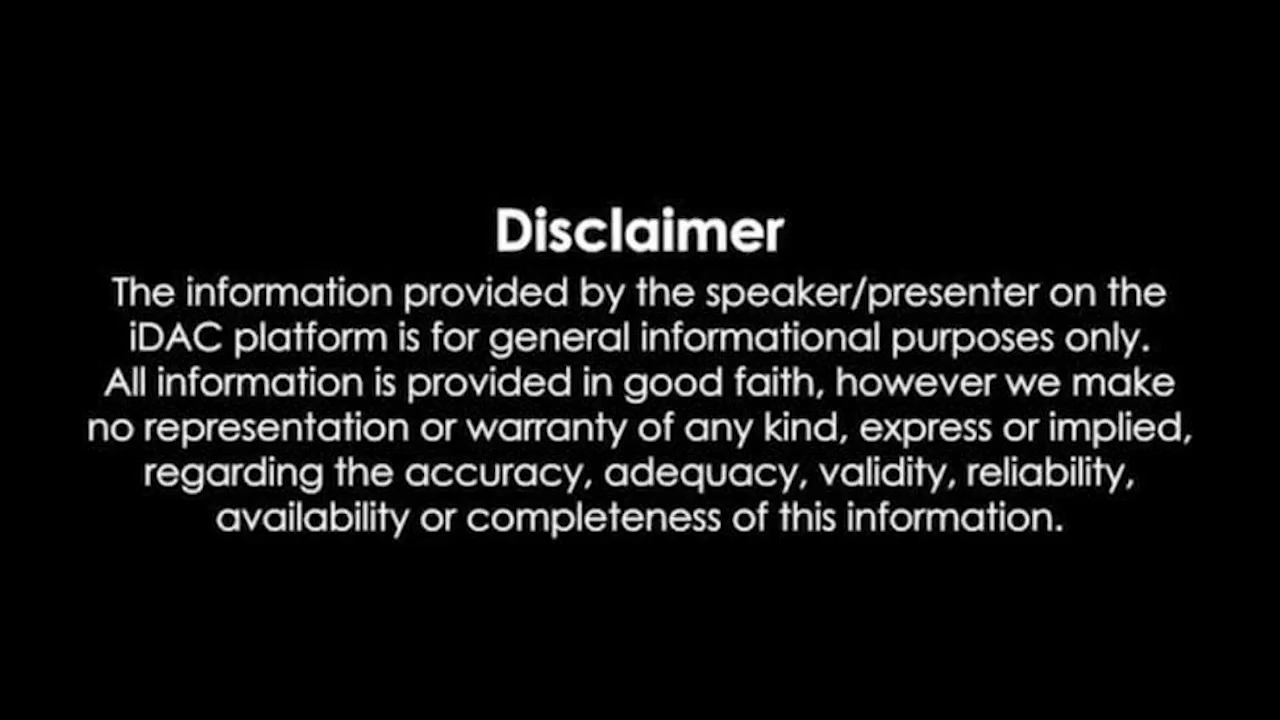 Disclaimer
The information provided by the speaker/presenter on the
iDAC platform is for general informational purposes only.
All information is provided in good faith, however we make
no representation or warranty of any kind, express or implied,
regarding the accuracy, adequacy, validity, reliability,
availability or completeness of this information.